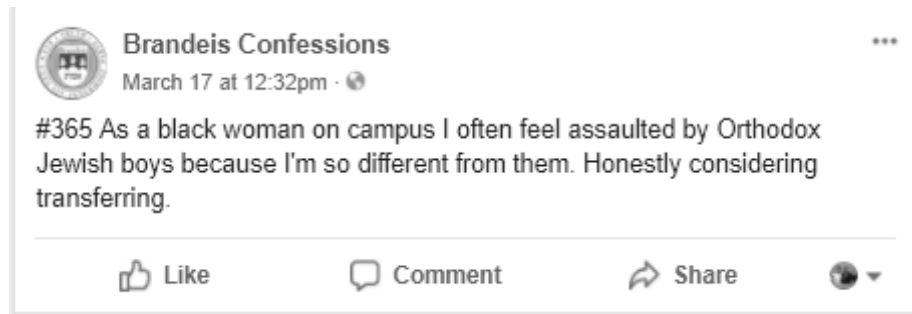 Brandeis Confessions
March 17 at 12:32pm ·
#365 As a black woman on campus I often feel assaulted by Orthodox
Jewish boys because I'm so different from them. Honestly considering
transferring.
Like Comment Share